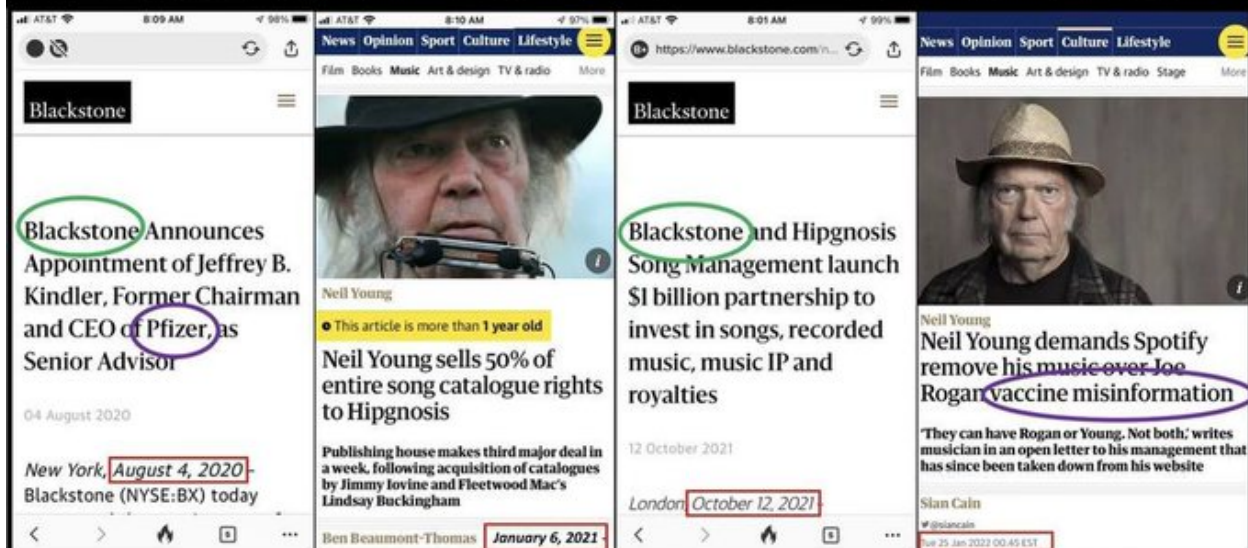 AT&T 8:09 AM 98%
Blackstone
Blackstone Announces
Appointment of Jeffrey B.
Kindler, Former Chairman
and CEO of Pfizer, as
Senior Advisor
04 August 2020
New York, August 4, 2020 -
Blackstone (NYSE:BX) today
AT&T 8:10 AM 97%
News Opinion Sport Culture Lifestyle
Film Books Music Art & design TV & radio More
i
Neil Young
This article is more than 1 year old
Neil Young sells 50% of
entire song catalogue rights
to Hipgnosis
Publishing house makes third major deal in
a week, following acquisition of catalogues
by Jimmy Iovine and Fleetwood Mac's
Lindsay Buckingham
Ben Beaumont-Thomas January 6, 2021 -
AT&T 8:01 AM 99%
https://www.blackstone.com/n...
Blackstone
Blackstone and Hipgnosis
Song Management launch
$1 billion partnership to
invest in songs, recorded
music, music IP and
royalties
12 October 2021
London, October 12, 2021 -
News Opinion Sport Culture Lifestyle
Film Books Music Art & design TV & radio Stage More
i
Neil Young
Neil Young demands Spotify
remove his music over Joe
Rogan vaccine misinformation
'They can have Rogan or Young. Not both,' writes
musician in an open letter to his management that
has since been taken down from his website
Sian Cain
@siancain
Tue 25 Jan 2022 00.45 EST